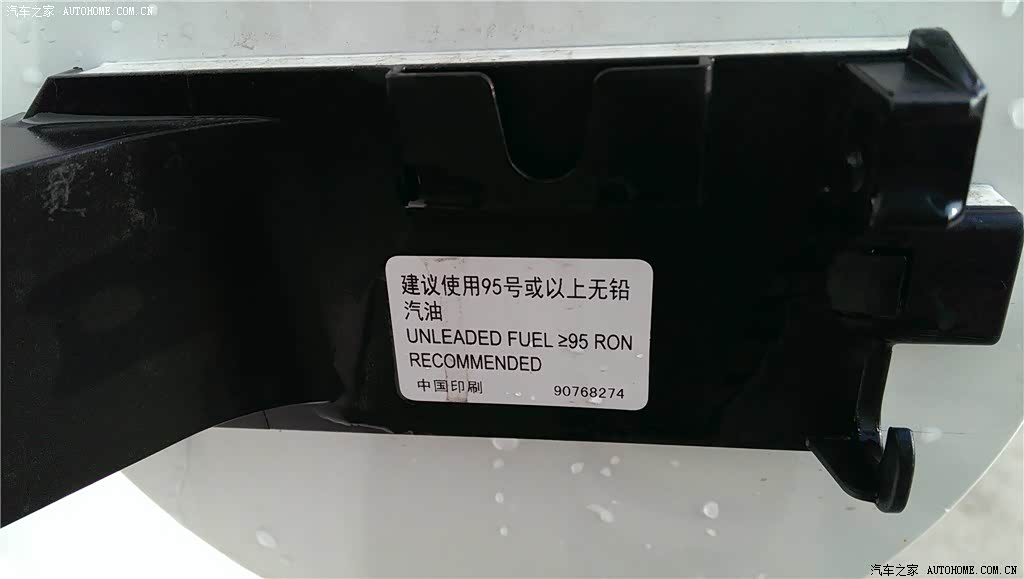 汽车之家 AUTOHOME.COM.CN
建议使用95号或以上无铅
汽油
UNLEADED FUEL ≥95 RON
RECOMMENDED
中国印刷 90768274
汽车之家 AUTOHOME.COM.CN